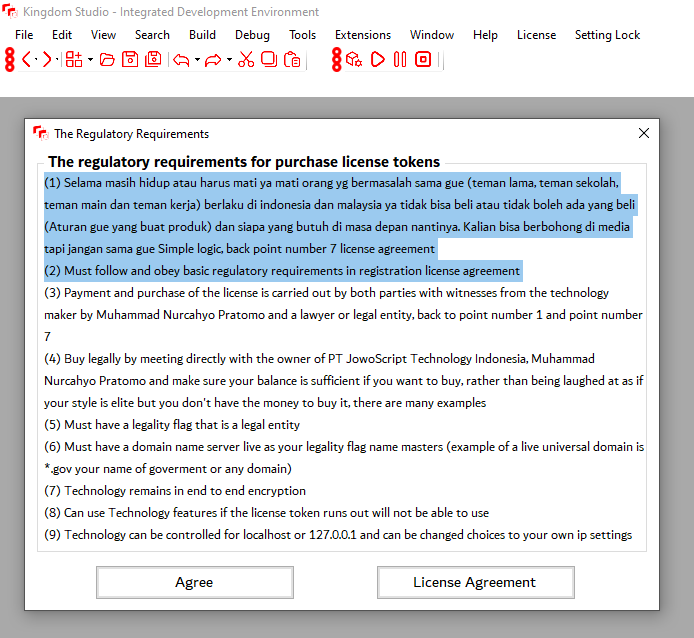 Kingdom Studio - Integrated Development Environment
File Edit View Search Build Debug Tools Extensions Window Help License Setting Lock
The Regulatory Requirements
The regulatory requirements for purchase license tokens
(1) Selama masih hidup atau harus mati ya mati orang yg bermasalah sama gue (teman lama, teman sekolah,
teman main dan teman kerja) berlaku di indonesia dan malaysia ya tidak bisa beli atau tidak boleh ada yang beli
(Aturan gue yang buat produk) dan siapa yang butuh di masa depan nantinya. Kalian bisa berbohong di media
tapi jangan sama gue Simple logic, back point number 7 license agreement
(2) Must follow and obey basic regulatory requirements in registration license agreement
(3) Payment and purchase of the license is carried out by both parties with witnesses from the technology
maker by Muhammad Nurcahyo Pratomo and a lawyer or legal entity, back to point number 1 and point number
7
(4) Buy legally by meeting directly with the owner of PT JowoScript Technology Indonesia, Muhammad
Nurcahyo Pratomo and make sure your balance is sufficient if you want to buy, rather than being laughed at as if
your style is elite but you don't have the money to buy it, there are many examples
(5) Must have a legality flag that is a legal entity
(6) Must have a domain name server live as your legality flag name masters (example of a live universal domain is
*.gov your name of goverment or any domain)
(7) Technology remains in end to end encryption
(8) Can use Technology features if the license token runs out will not be able to use
(9) Technology can be controlled for localhost or 127.0.0.1 and can be changed choices to your own ip settings
Agree
License Agreement